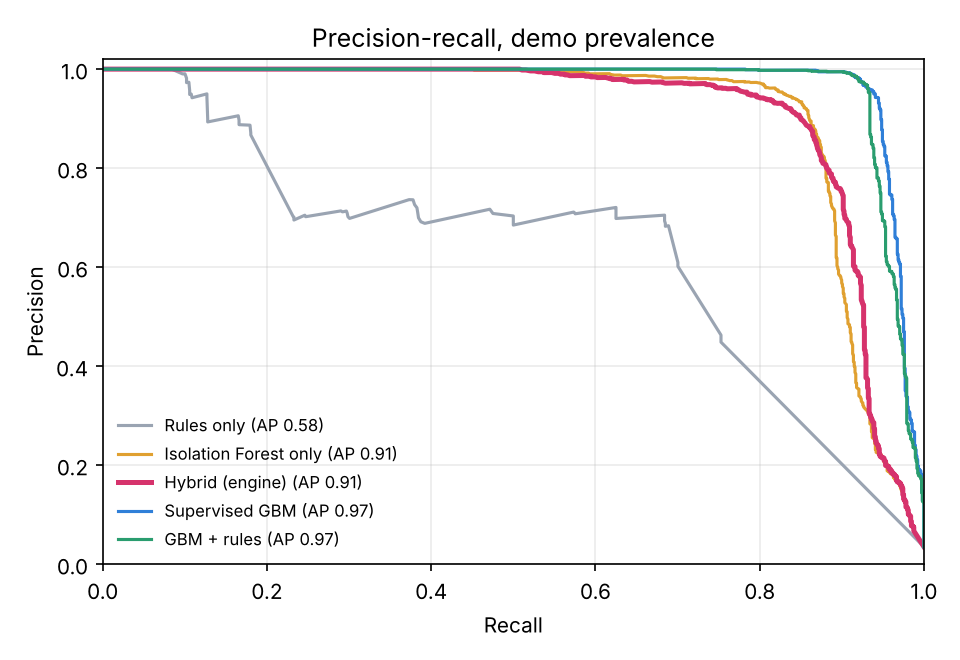 Precision-recall, demo prevalence
1.0
0.8
0.6
0.4
0.2
0.0
Precision
Rules only (AP 0.58)
Isolation Forest only (AP 0.91)
Hybrid (engine) (AP 0.91)
Supervised GBM (AP 0.97)
GBM + rules (AP 0.97)
0.0 0.2 0.4 0.6 0.8 1.0
Recall